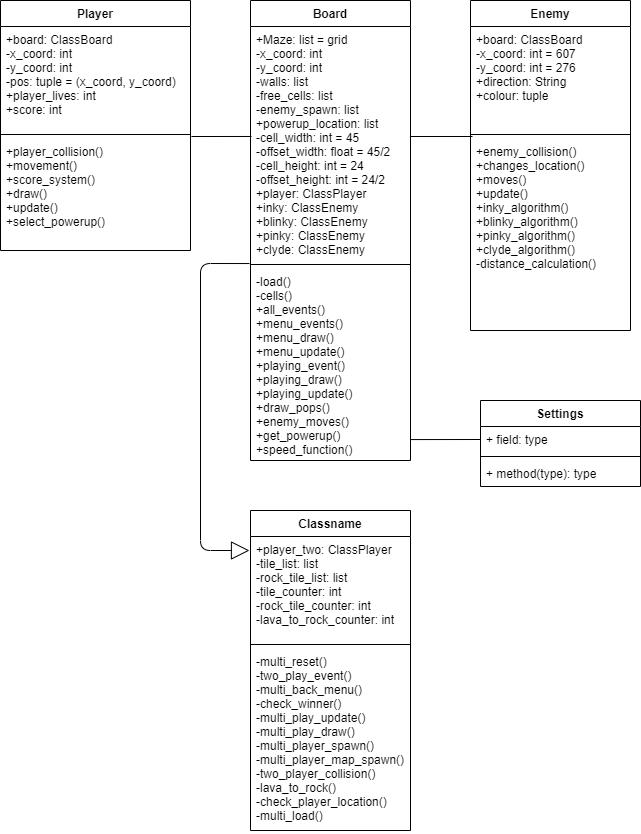 Player
+board: ClassBoard
-x_coord: int
-y_coord: int
-pos: tuple = (x_coord, y_coord)
+player_lives: int
+score: int
+player_collision()
+movement()
+score_system()
+draw()
+update()
+select_powerup()
Board
+Maze: list = grid
-x_coord: int
-y_coord: int
-walls: list
-free_cells: list
-enemy_spawn: list
+powerup_location: list
-cell_width: int = 45
-offset_width: float = 45/2
-cell_height: int = 24
-offset_height: int = 24/2
+player: ClassPlayer
+inky: ClassEnemy
+blinky: ClassEnemy
+pinky: ClassEnemy
+clyde: ClassEnemy
-load()
-cells()
+all_events()
+menu_events()
+menu_draw()
+menu_update()
+playing_event()
+playing_draw()
+playing_update()
+draw_pops()
+enemy_moves()
+get_powerup()
+speed_function()
Enemy
+board: ClassBoard
-x_coord: int = 607
-y_coord: int = 276
+direction: String
+colour: tuple
+enemy_collision()
+changes_location()
+moves()
+update()
+inky_algorithm()
+blinky_algorithm()
+pinky_algorithm()
+clyde_algorithm()
-distance_calculation()
Settings
+ field: type
+ method(type): type
Classname
+player_two: ClassPlayer
-tile_list: list
-rock_tile_list: list
-tile_counter: int
-rock_tile_counter: int
-lava_to_rock_counter: int
-multi_reset()
-two_play_event()
-multi_back_menu()
-check_winner()
-multi_play_update()
-multi_play_draw()
-multi_player_spawn()
-multi_player_map_spawn()
-two_player_collision()
-lava_to_rock()
-check_player_location()
-multi_load()